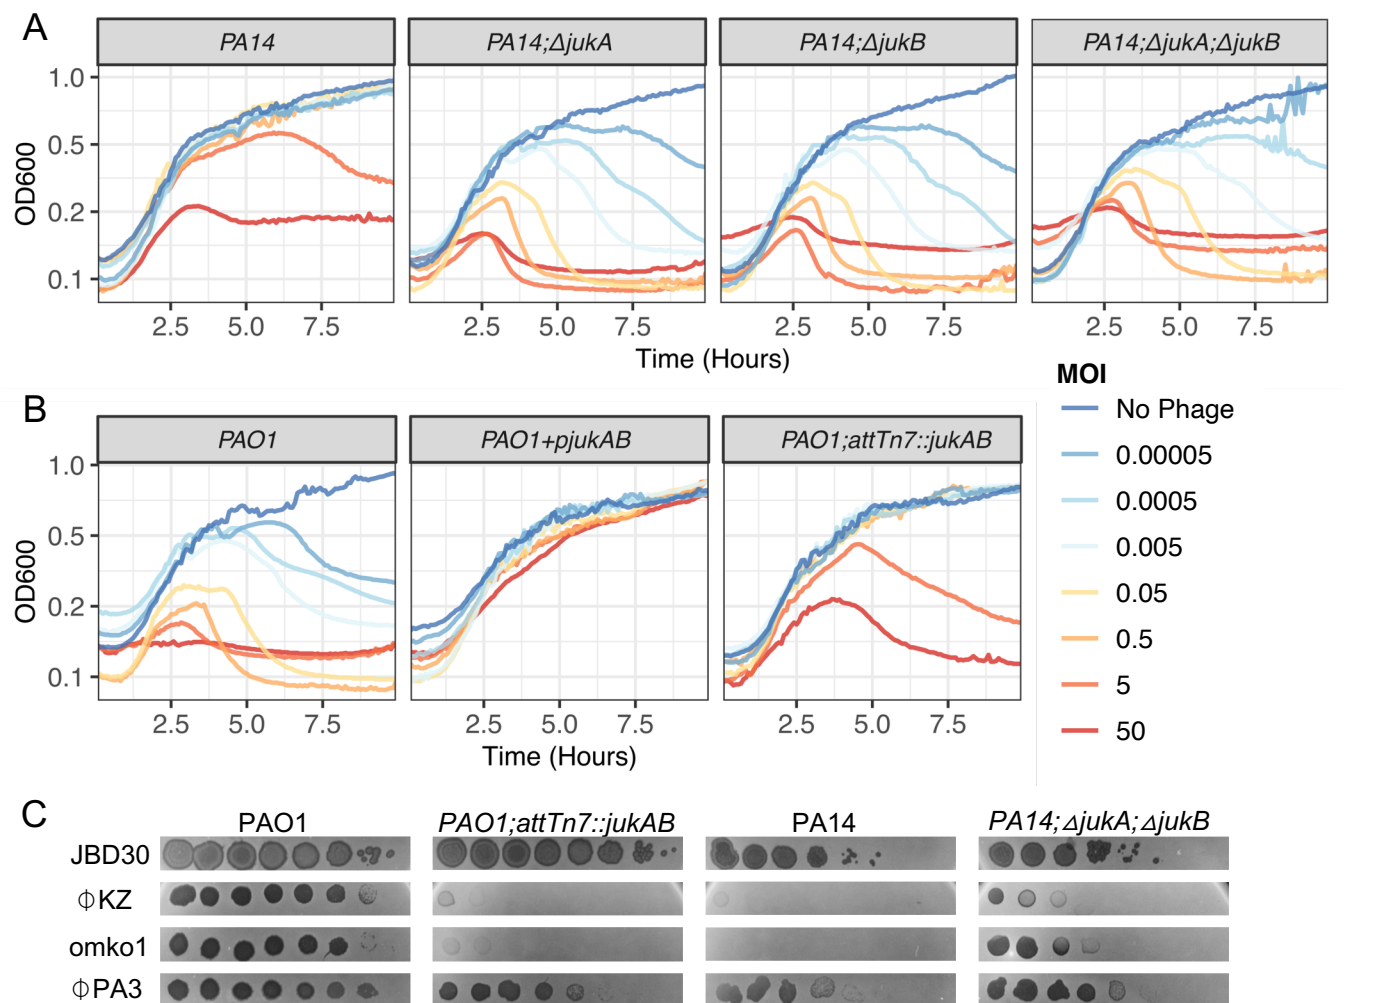 A
PA14
PA14;ΔjukA
PA14;ΔjukB
PA14;ΔjukA;ΔjukB
OD600
1.0
0.5
0.2
0.1
2.5 5.0 7.5
2.5 5.0 7.5
2.5 5.0 7.5
2.5 5.0 7.5
Time (Hours)
B
PAO1
PAO1+pjukAB
PAO1;attTn7::jukAB
OD600
1.0
0.5
0.2
0.1
2.5 5.0 7.5
2.5 5.0 7.5
2.5 5.0 7.5
Time (Hours)
MOI
No Phage
0.00005
0.0005
0.005
0.05
0.5
5
50
C
PAO1
PAO1;attTn7::jukAB
PA14
PA14;ΔjukA;ΔjukB
JBD30
ΦKZ
omko1
ΦPA3